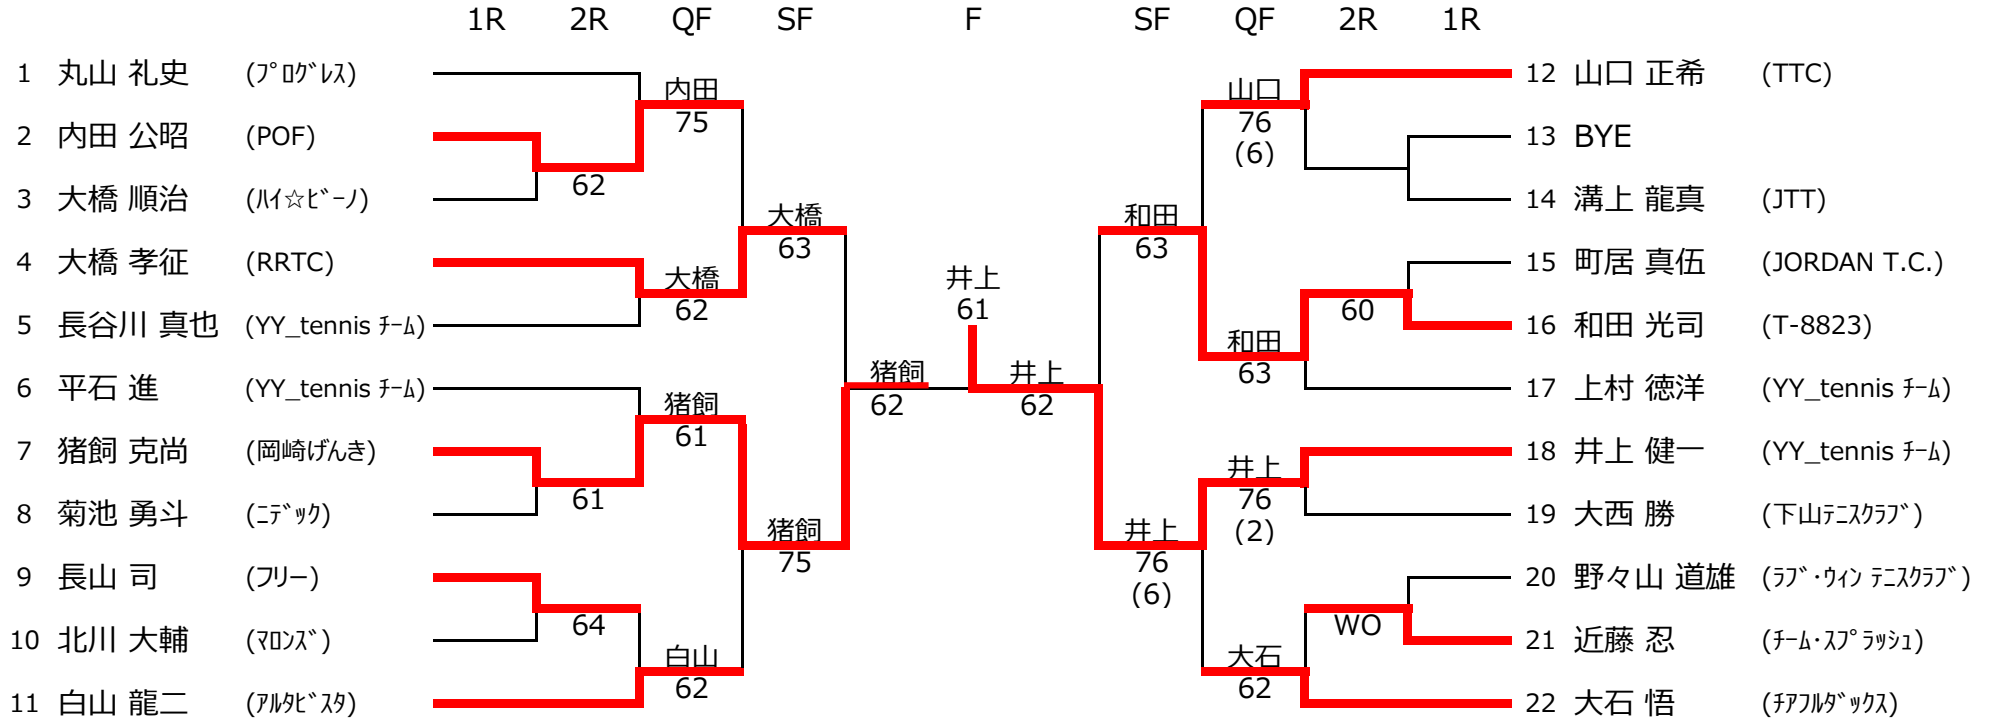 1R 2R QF SF F SF QF 2R 1R
1 丸山 礼史 (ﾌﾟﾛｸﾞﾚｽ)
2 内田 公昭 (POF)
3 大橋 順治 (ﾊｲ☆ﾋﾞｰﾉ)
4 大橋 孝征 (RRTC)
5 長谷川 真也 (YY_tennis ﾁｰﾑ)
6 平石 進 (YY_tennis ﾁｰﾑ)
7 猪飼 克尚 (岡崎げんき)
8 菊池 勇斗 (ﾆﾃﾞｯｸ)
9 長山 司 (フリー)
10 北川 大輔 (ﾏﾛﾝｽﾞ)
11 白山 龍二 (ｱﾙﾀﾋﾞｽﾀ)
62
61
64
内田
75
大橋
62
猪飼
61
白山
62
大橋
63
猪飼
75
猪飼
62
井上
61
井上
62
和田
63
井上
76
(6)
山口
76
(6)
和田
63
井上
76
(2)
大石
62
60
WO
12 山口 正希 (TTC)
13 BYE
14 溝上 龍真 (JTT)
15 町居 真伍 (JORDAN T.C.)
16 和田 光司 (T-8823)
17 上村 徳洋 (YY_tennis ﾁｰﾑ)
18 井上 健一 (YY_tennis ﾁｰﾑ)
19 大西 勝 (下山ﾃﾆｽｸﾗﾌﾞ)
20 野々山 道雄 (ﾗﾌﾞ･ウィン ﾃﾆｽｸﾗﾌﾞ)
21 近藤 忍 (ﾁｰﾑ･ｽﾌﾟﾗｯｼｭ)
22 大石 悟 (ﾁｱﾌﾙﾀﾞｯｸｽ)